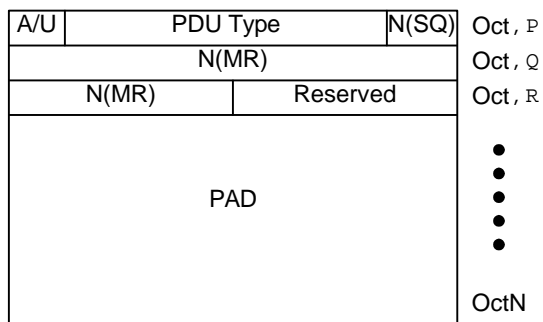 A/U PDU Type N(SQ) Oct , P
N(MR) Oct , Q
N(MR) Reserved Oct , R
PAD
OctN